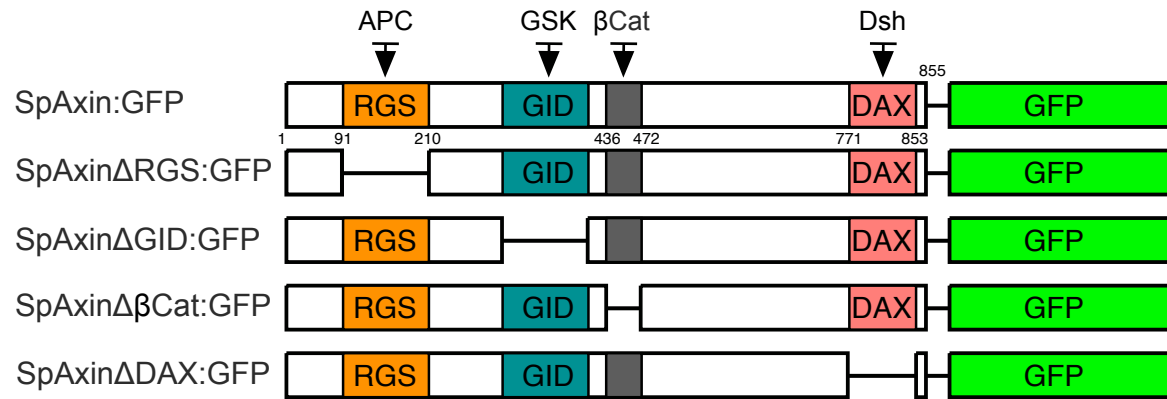 APC GSK βCat Dsh
855
SpAxin:GFP RGS GID DAX GFP
1 91 210 436 472 771 853
SpAxinΔRGS:GFP GID DAX GFP
SpAxinΔGID:GFP RGS DAX GFP
SpAxinΔβCat:GFP RGS GID DAX GFP
SpAxinΔDAX:GFP RGS GID GFP